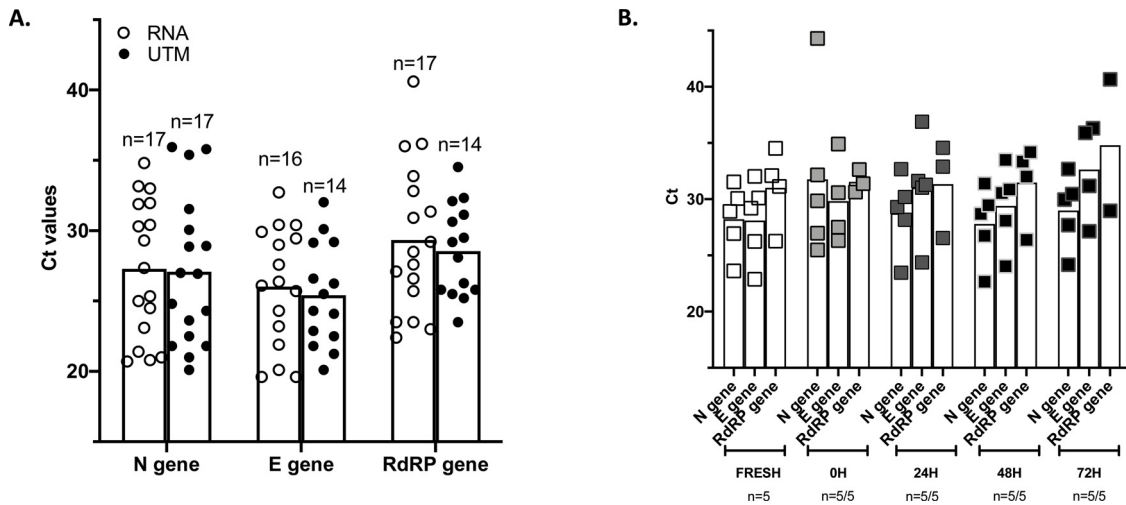 A.
RNA
UTM
n=17
n=17
n=16
n=14
n=17
n=14
Ct values
40
30
20
N gene
E gene
RdRP gene
B.
Ct
40
30
20
N gene
E gene
RdRP gene
N gene
E gene
RdRP gene
N gene
E gene
RdRP gene
N gene
E gene
RdRP gene
N gene
E gene
RdRP gene
FRESH
0H
24H
48H
72H
n=5
n=5/5
n=5/5
n=5/5
n=5/5